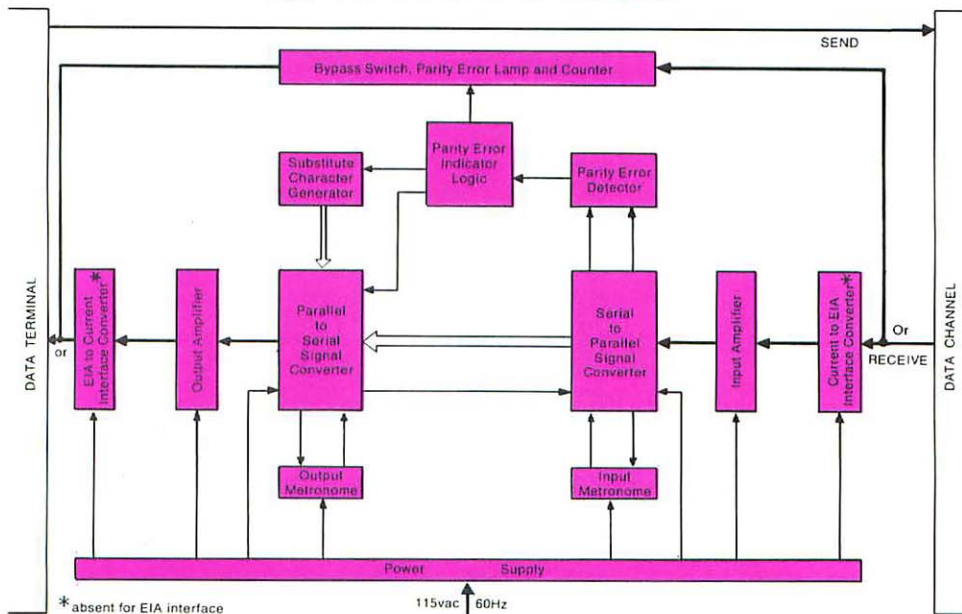 SEND
Bypass Switch, Parity Error Lamp and Counter
Substitute
Character
Generator
Parity Error
Indicator
Logic
Parity Error
Detector
DATA TERMINAL
or
EIA to Current
Interface Converter*
Output Amplifier
Parallel
to
Serial
Signal
Converter
Serial
to
Parallel
Signal
Converter
Input Amplifier
Current to EIA
Interface Converter*
Or
RECEIVE
DATA CHANNEL
Output
Metronome
Input
Metronome
Power Supply
*absent for EIA interface
115vac 60Hz